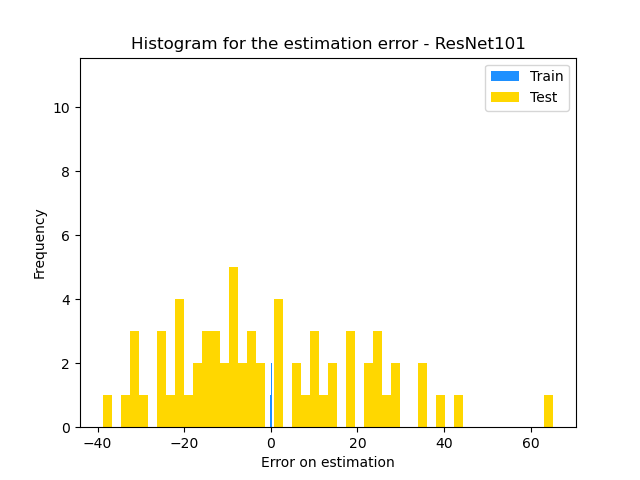 Histogram for the estimation error - ResNet101
Train
Test
10
8
6
4
2
0
Frequency
−40
−20
0
20
40
60
Error on estimation